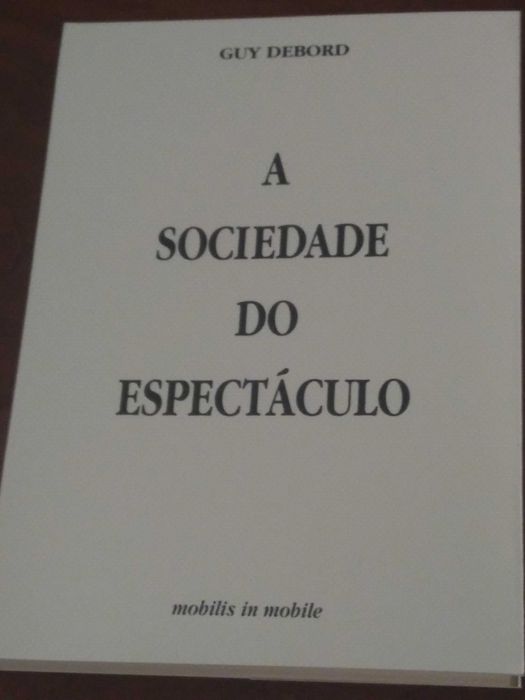 GUY DEBORD
A
SOCIEDADE
DO
ESPECTÁCULO
mobilis in mobile